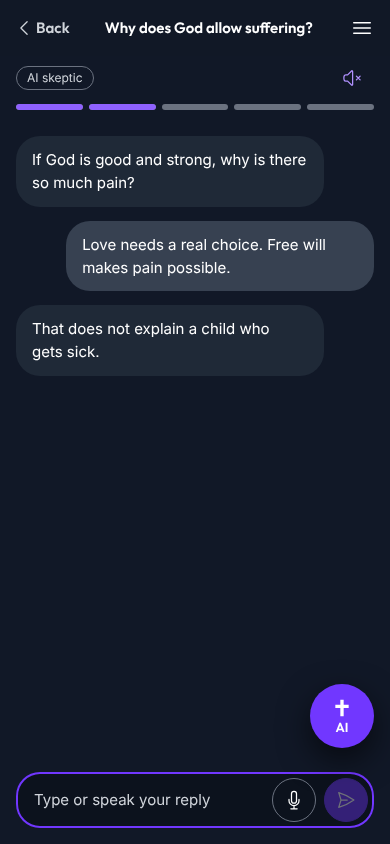 Back
Why does God allow suffering?
AI skeptic
If God is good and strong, why is there
so much pain?
Love needs a real choice. Free will
makes pain possible.
That does not explain a child who
gets sick.
AI
Type or speak your reply